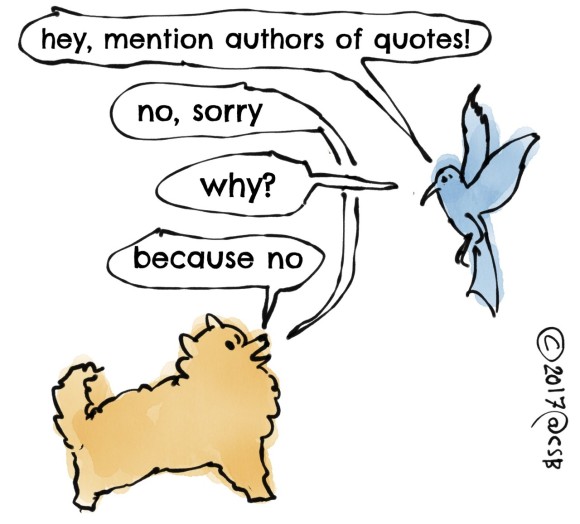 hey, mention authors of quotes!
no, sorry
why?
because no
©2017@CSB